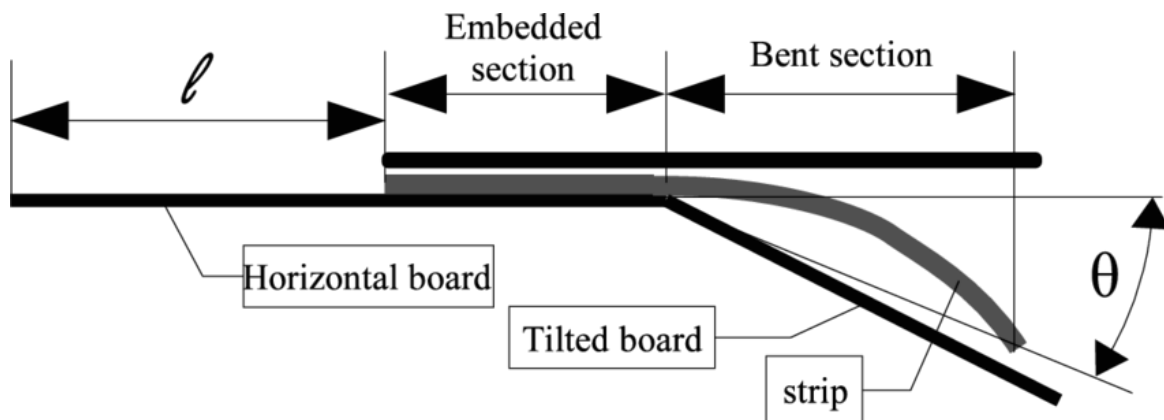 Embedded
section
Bent section
ℓ
Horizontal board
θ
Tilted board
strip